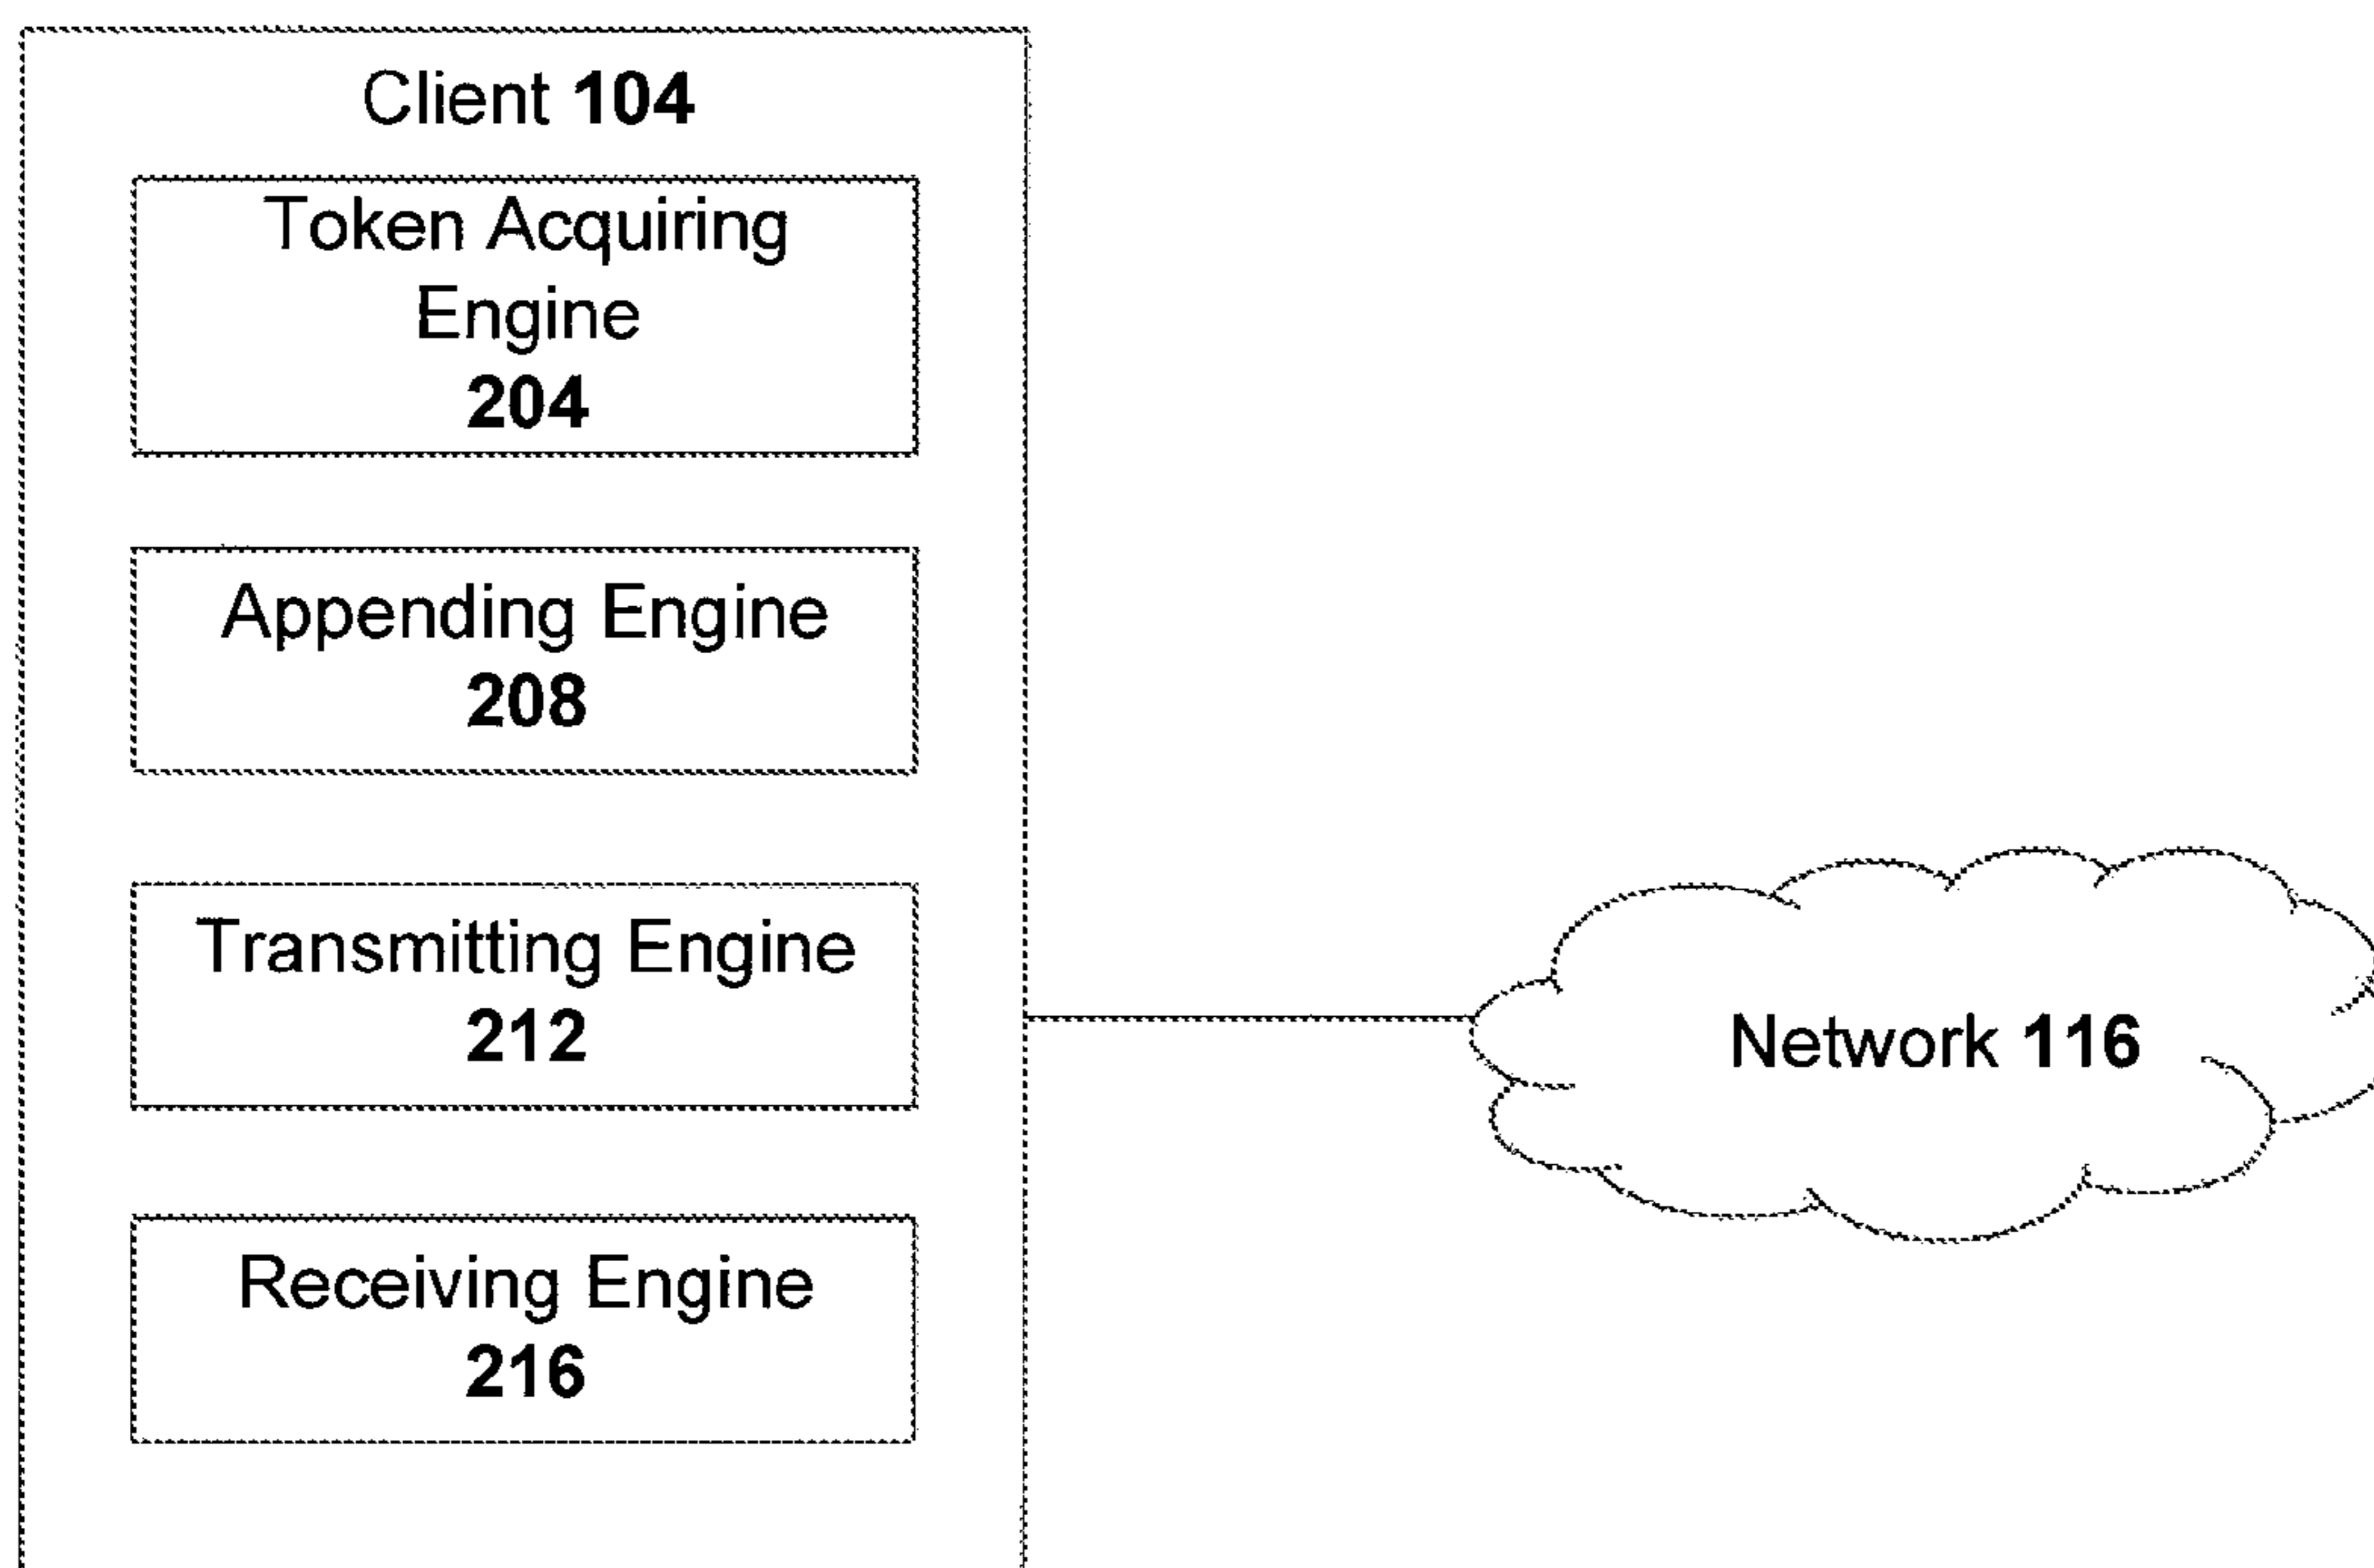 Client 104
Token Acquiring
Engine
204
Appending Engine
208
Transmitting Engine
212
Network 116
Receiving Engine
216